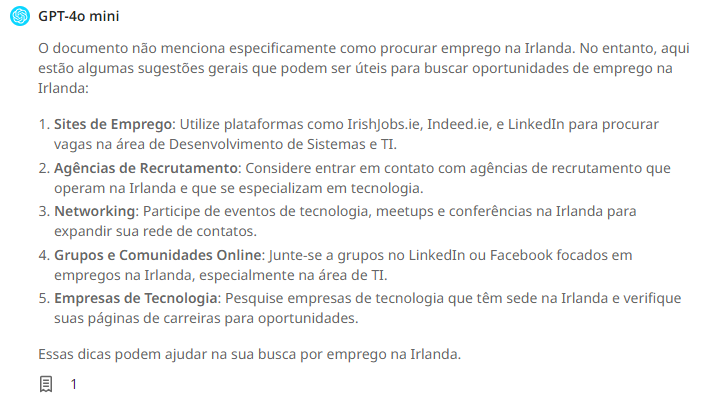 GPT-4o mini
O documento não menciona especificamente como procurar emprego na Irlanda. No entanto, aqui
estão algumas sugestões gerais que podem ser úteis para buscar oportunidades de emprego na
Irlanda:
1. Sites de Emprego: Utilize plataformas como IrishJobs.ie, Indeed.ie, e LinkedIn para procurar
vagas na área de Desenvolvimento de Sistemas e TI.
2. Agências de Recrutamento: Considere entrar em contato com agências de recrutamento que
operam na Irlanda e que se especializam em tecnologia.
3. Networking: Participe de eventos de tecnologia, meetups e conferências na Irlanda para
expandir sua rede de contatos.
4. Grupos e Comunidades Online: Junte-se a grupos no LinkedIn ou Facebook focados em
empregos na Irlanda, especialmente na área de TI.
5. Empresas de Tecnologia: Pesquise empresas de tecnologia que têm sede na Irlanda e verifique
suas páginas de carreiras para oportunidades.
Essas dicas podem ajudar na sua busca por emprego na Irlanda.
1